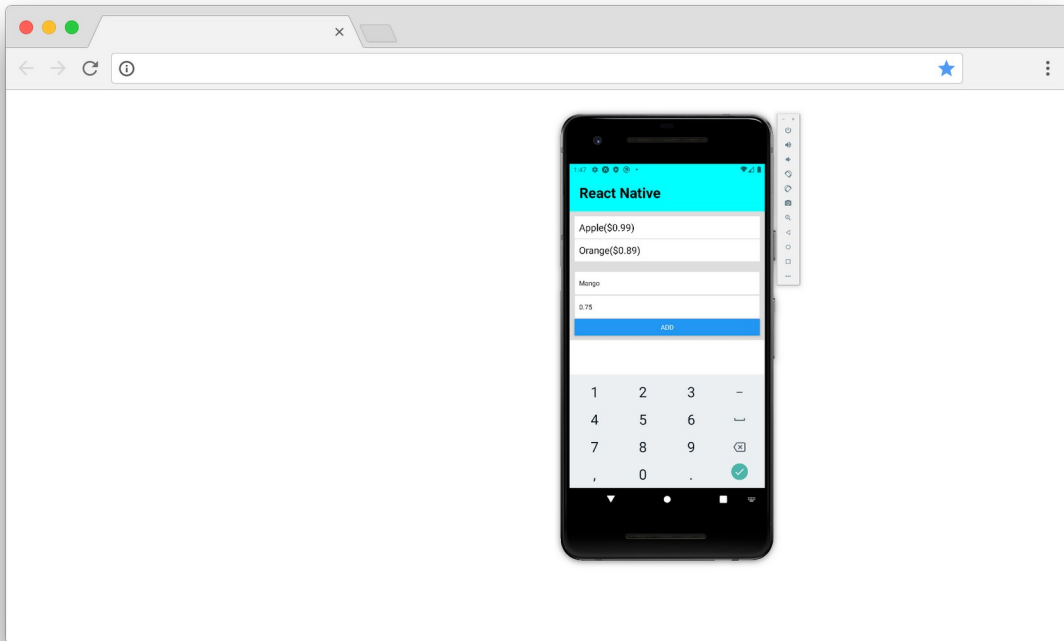 1:47
React Native
Apple($0.99)
Orange($0.89)
Mango
0.75
ADD
1 2 3 –
4 5 6
7 8 9
, 0 .